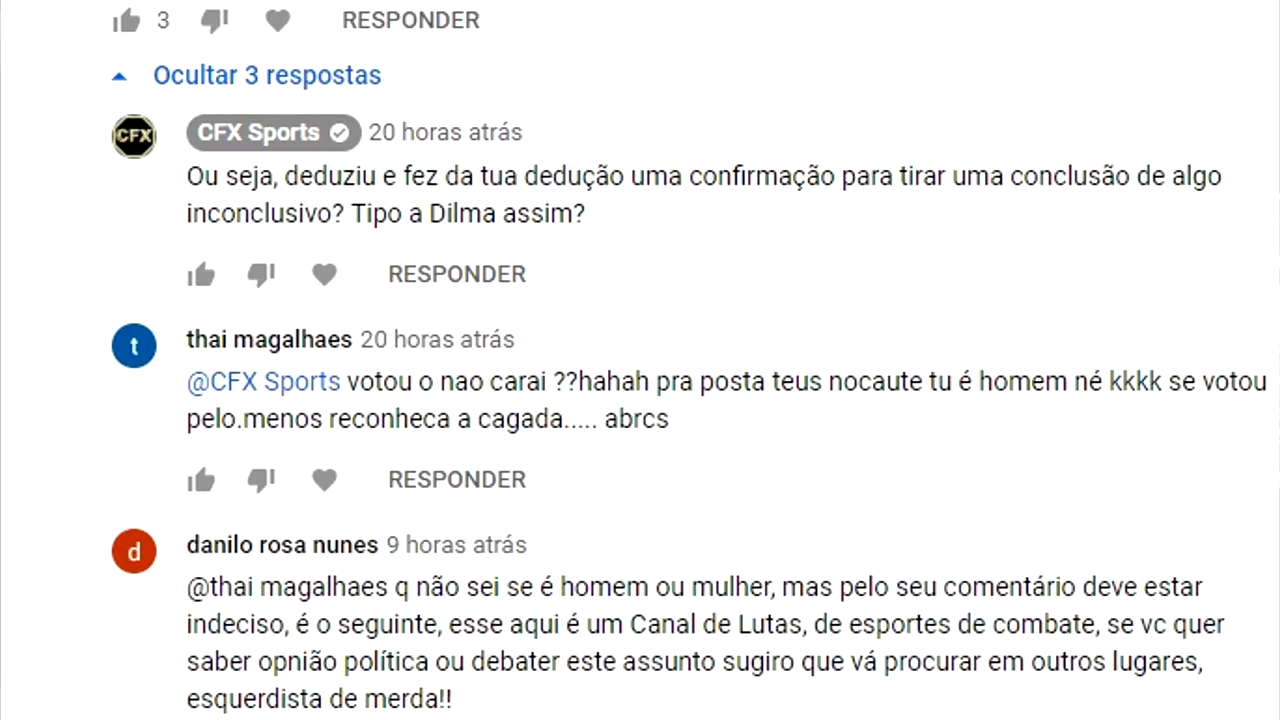 3 RESPONDER
Ocultar 3 respostas
CFX
CFX Sports 20 horas atrás
Ou seja, deduziu e fez da tua dedução uma confirmação para tirar uma conclusão de algo
inconclusivo? Tipo a Dilma assim?
RESPONDER
t
thai magalhaes 20 horas atrás
@CFX Sports votou o nao carai ??hahah pra posta teus nocaute tu é homem né kkkk se votou
pelo.menos reconheca a cagada..... abrcs
RESPONDER
d
danilo rosa nunes 9 horas atrás
@thai magalhaes q não sei se é homem ou mulher, mas pelo seu comentário deve estar
indeciso, é o seguinte, esse aqui é um Canal de Lutas, de esportes de combate, se vc quer
saber opnião política ou debater este assunto sugiro que vá procurar em outros lugares,
esquerdista de merda!!